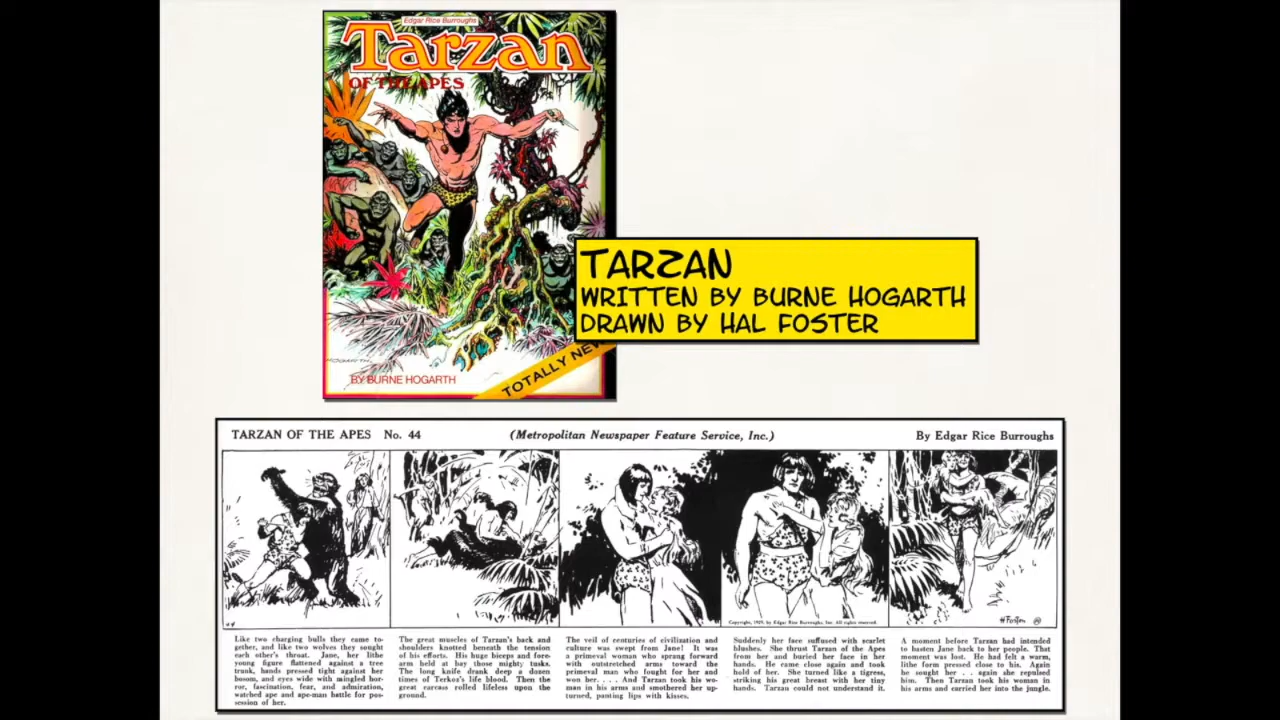 Edgar Rice Burroughs
Tarzan
OF THE APES
HOGARTH
BY BURNE HOGARTH
TOTALLY NEW
TARZAN
WRITTEN BY BURNE HOGARTH
DRAWN BY HAL FOSTER
TARZAN OF THE APES No. 44
(Metropolitan Newspaper Feature Service, Inc.)
By Edgar Rice Burroughs
44
Copyright, 1929, by Edgar Rice Burroughs, Inc. All rights reserved.
H Foster
Like two charging bulls they came to-
gether, and like two wolves they sought
each other's throat. Jane, her lithe
young figure flattened against a tree
trunk, hands pressed tight against her
bosom, and eyes wide with mingled hor-
ror, fascination, fear, and admiration,
watched ape and ape-man battle for pos-
session of her.
The great muscles of Tarzan's back and
shoulders knotted beneath the tension
of his efforts. His huge biceps and fore-
arm held at bay those mighty tusks.
The long knife drank deep a dozen
times of Terkoz's life blood. Then the
great carcass rolled lifeless upon the
ground.
The veil of centuries of civilization and
culture was swept from Jane! It was
a primeval woman who sprang forward
with outstretched arms toward the
primeval man who fought for her and
won her. . . . And Tarzan took his wo-
man in his arms and smothered her up-
turned, panting lips with kisses.
Suddenly her face suffused with scarlet
blushes. She thrust Tarzan of the Apes
from her and buried her face in her
hands. He came close again and took
hold of her. She turned like a tigress,
striking his great breast with her tiny
hands. Tarzan could not understand it.
A moment before Tarzan had intended
to hasten Jane back to her people. That
moment was lost. He had felt a warm,
lithe form pressed close to his. Again
he sought her . . again she repulsed
him. Then Tarzan took his woman in
his arms and carried her into the jungle.